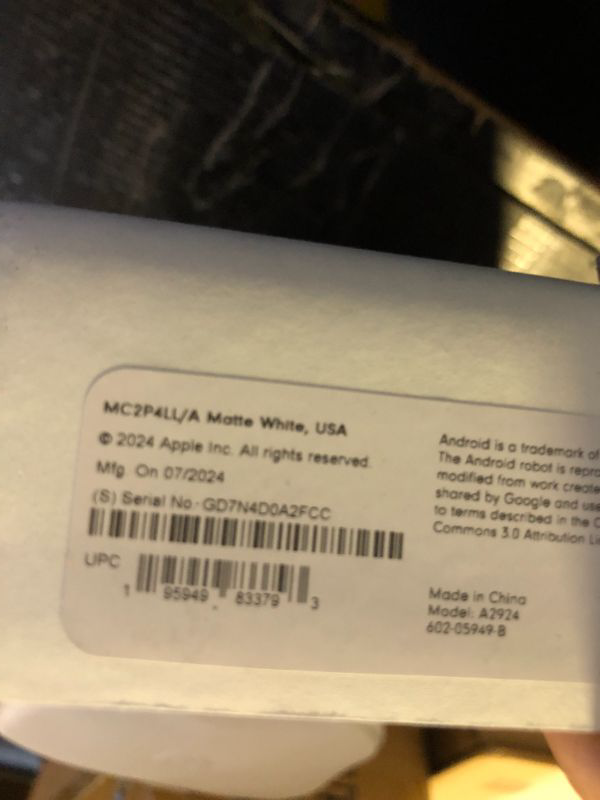 MC2P4LL/A Matte White, USA
© 2024 Apple Inc. All rights reserved.
Mfg. On 07/2024
(S) Serial No. GD7N4D0A2FCC
UPC
1 95949 83379 3
Android is a trademark of
The Android robot is repro
modified from work create
shared by Google and use
to terms described in the C
Commons 3.0 Attribution Li
Made in China
Model: A2924
602-05949-B